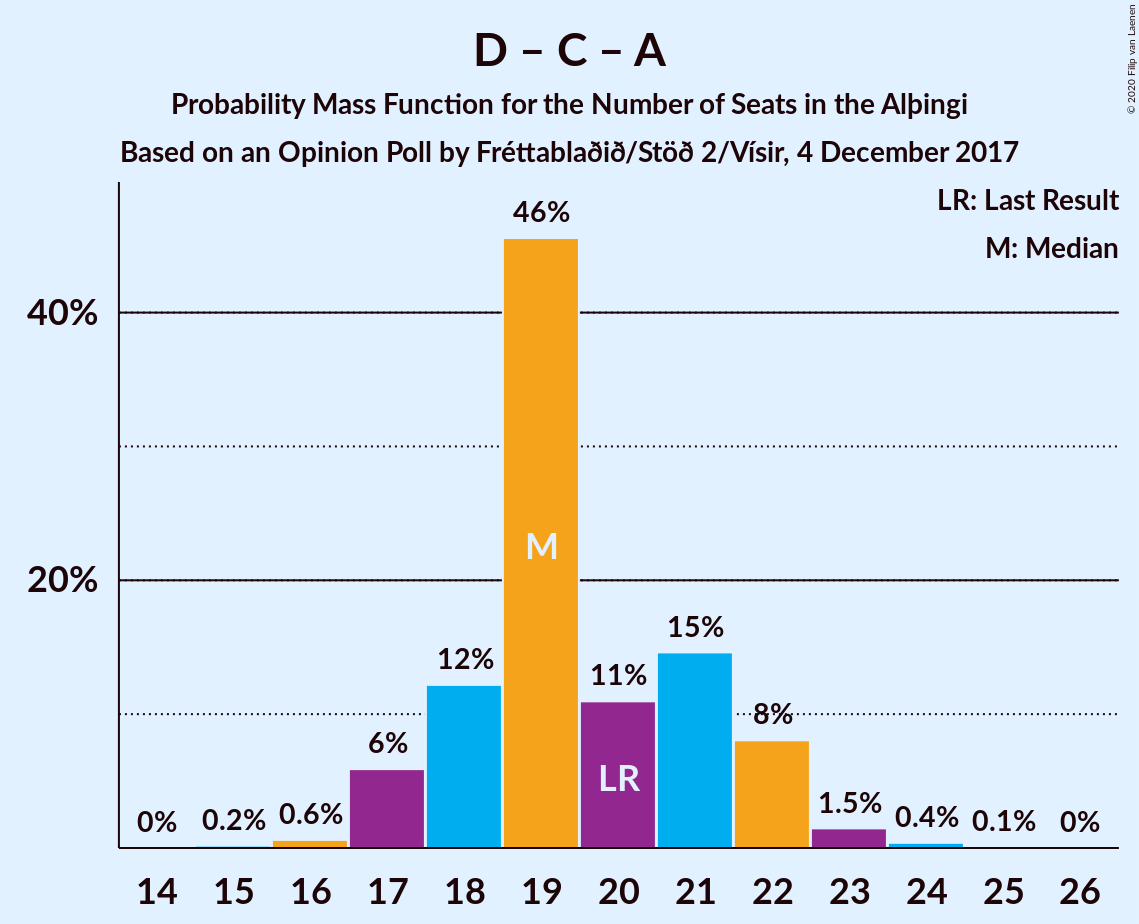 D – C – A
Probability Mass Function for the Number of Seats in the Alþingi
Based on an Opinion Poll by Fréttablaðið/Stöð 2/Vísir, 4 December 2017
© 2020 Filip van Laenen
LR: Last Result
M: Median
40%
20%
0%
0.2%
0.6%
6%
12%
46%
11%
15%
8%
1.5%
0.4%
0.1%
0%
M
LR
14 15 16 17 18 19 20 21 22 23 24 25 26